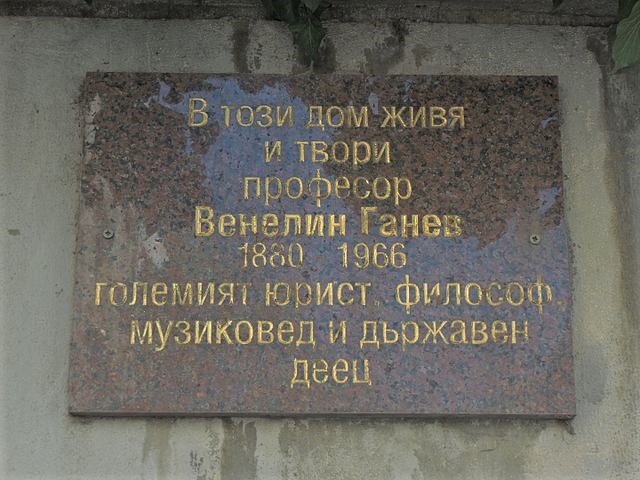 В този дом живя
и твори
професор
Венелин Ганев
1880 1966
големият юрист, философ,
музиковед и държавен
деец